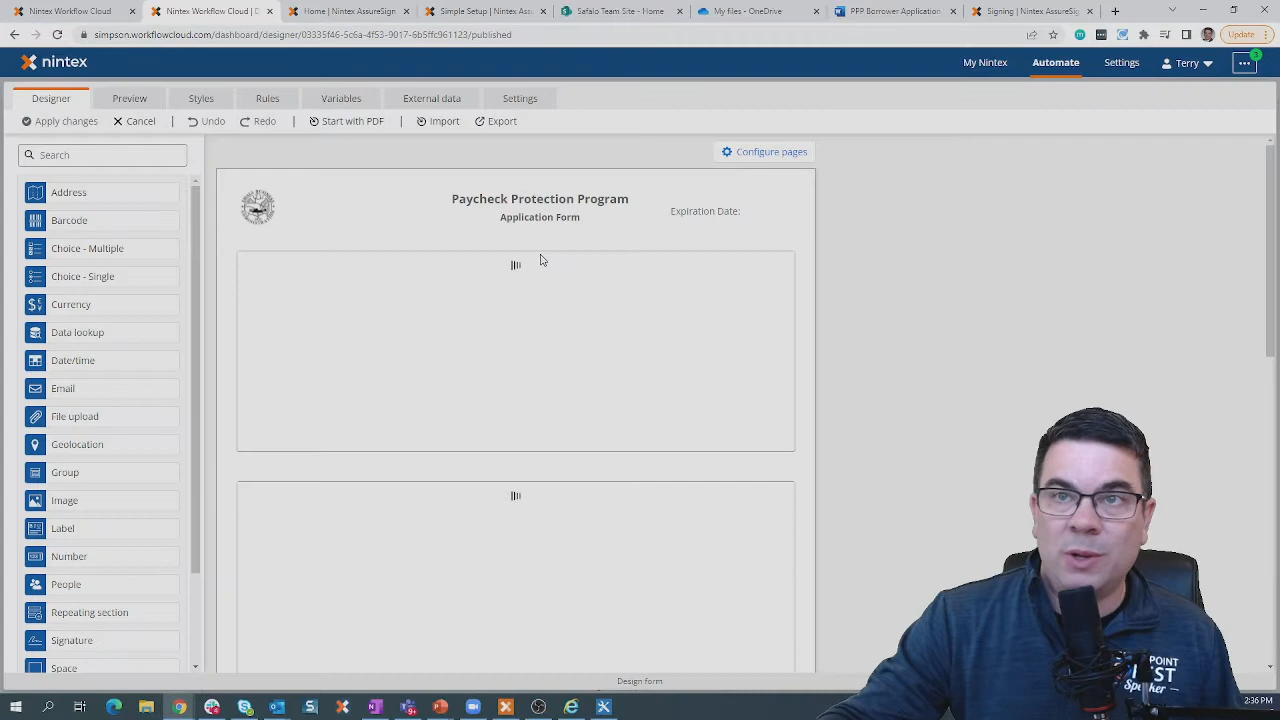 Nintex Workflow Cloud
Nintex Workflow Cloud | D
Home | Nintex AssureSign
Simple Setup | Nintex Assu
Safalo Team Site - Home
My files - OneDrive
PPP Borrower Application
Signing | Nintex AssureSig
simpson.workflowcloud.com/dashboard/designer/03335f46-5c6a-4f53-9017-6b5ffc961123/published
Update
nintex
My Nintex
Automate
Settings
Terry
3
Designer
Preview
Styles
Rules
Variables
External data
Settings
Apply changes
Cancel
Undo
Redo
Start with PDF
Import
Export
Search
Configure pages
Address
Barcode
Choice - Multiple
Choice - Single
Currency
Data lookup
Date/time
Email
File upload
Geolocation
Group
Image
Label
Number
People
Repeating section
Signature
Space
Paycheck Protection Program
Application Form
Expiration Date:
Design form
2:36 PM
POINT
Speaker